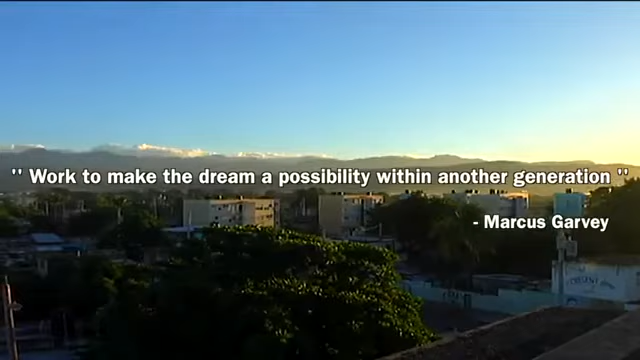 " Work to make the dream a possibility within another generation "
- Marcus Garvey